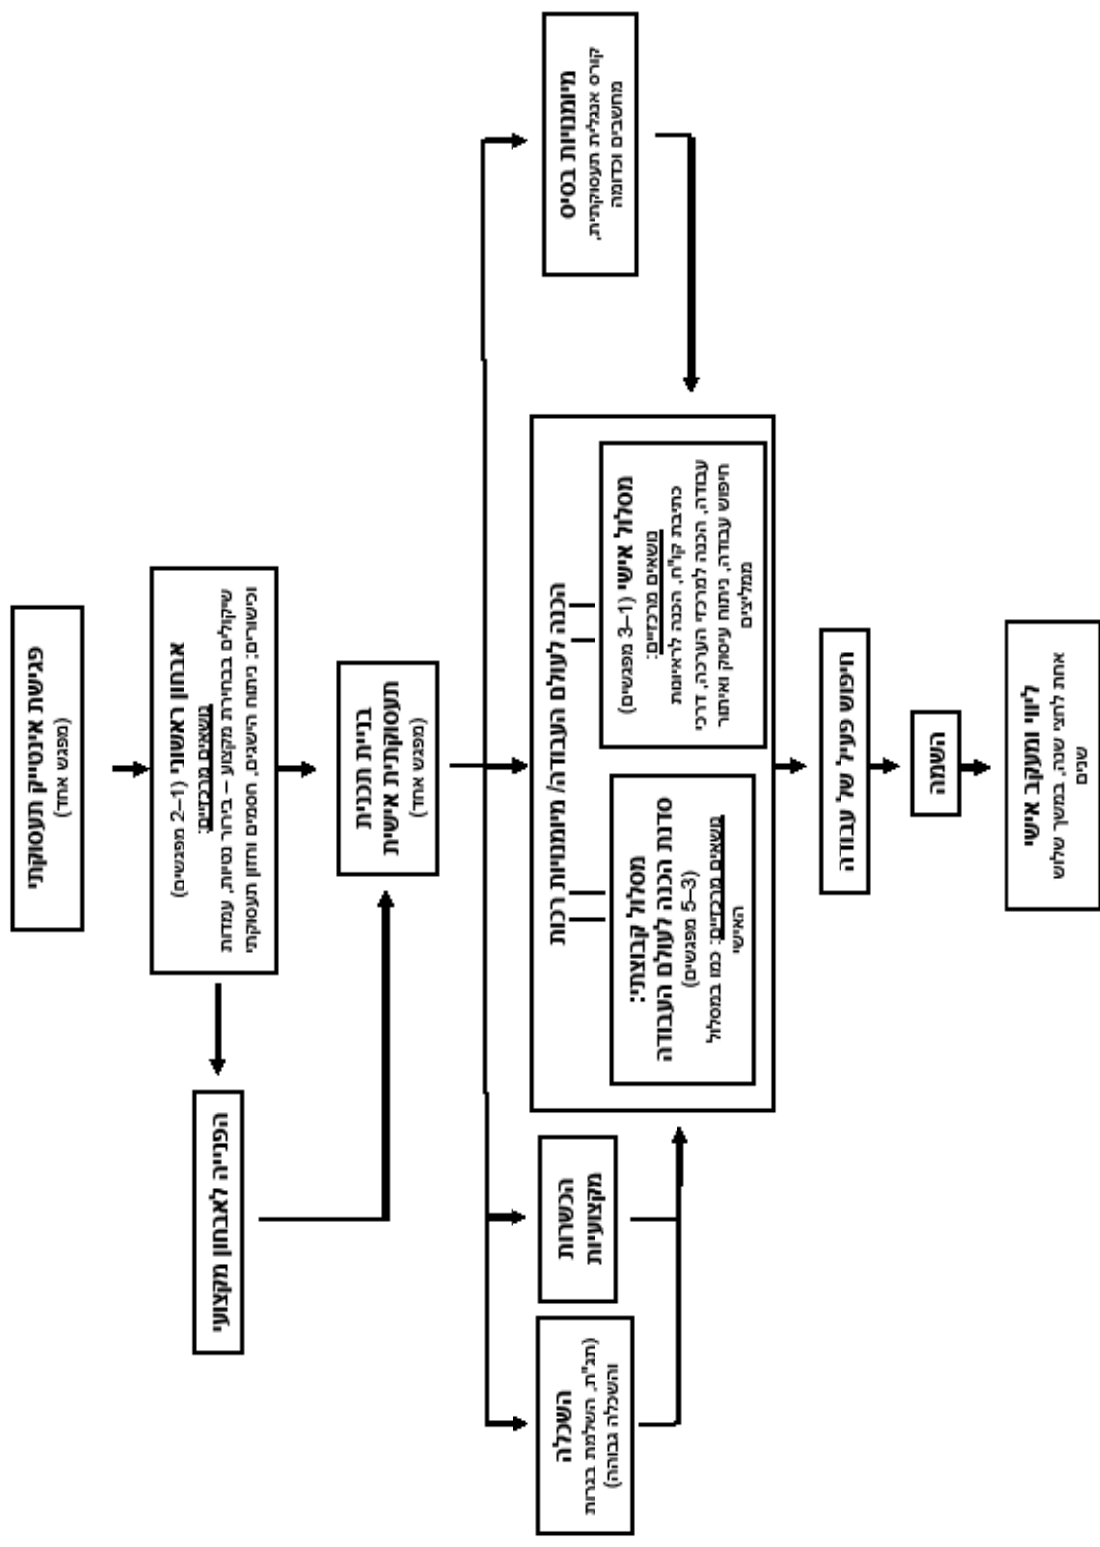 פגישת אינטייק תעסוקתי
(מפגש אחד)
אבחון ראשוני (1–2 מפגשים)
נושאים מרכזיים:
שיקולים בבחירת מקצוע – בירור נטיות, עמדות
וכישורים; ניתוח הישגים, חסמים וחזון תעסוקתי
הפנייה לאבחון מקצועי
בניית תכנית
תעסוקתית אישית
(מפגש אחד)
מיומנויות בסיס
קורס אנגלית תעסוקתית,
מחשבים וכדומה
הכנה לעולם העבודה/ מיומנויות רכות
מסלול אישי (1–3 מפגשים)
נושאים מרכזיים:
כתיבת קו"ח, הכנה לראיונות
עבודה, הכנה למרכזי הערכה, דרכי
חיפוש עבודה, ניתוח עיסוק ואיתור
ממליצים
מסלול קבוצתי:
סדנת הכנה לעולם העבודה
(3–5 מפגשים)
נושאים מרכזיים: כמו במסלול
האישי
הכשרות
מקצועיות
השכלה
(תג"ת, השלמת בגרות
והשכלה גבוהה)
חיפוש פעיל של עבודה
השמה
ליווי ומעקב אישי
אחת לחצי שנה, במשך שלוש
שנים